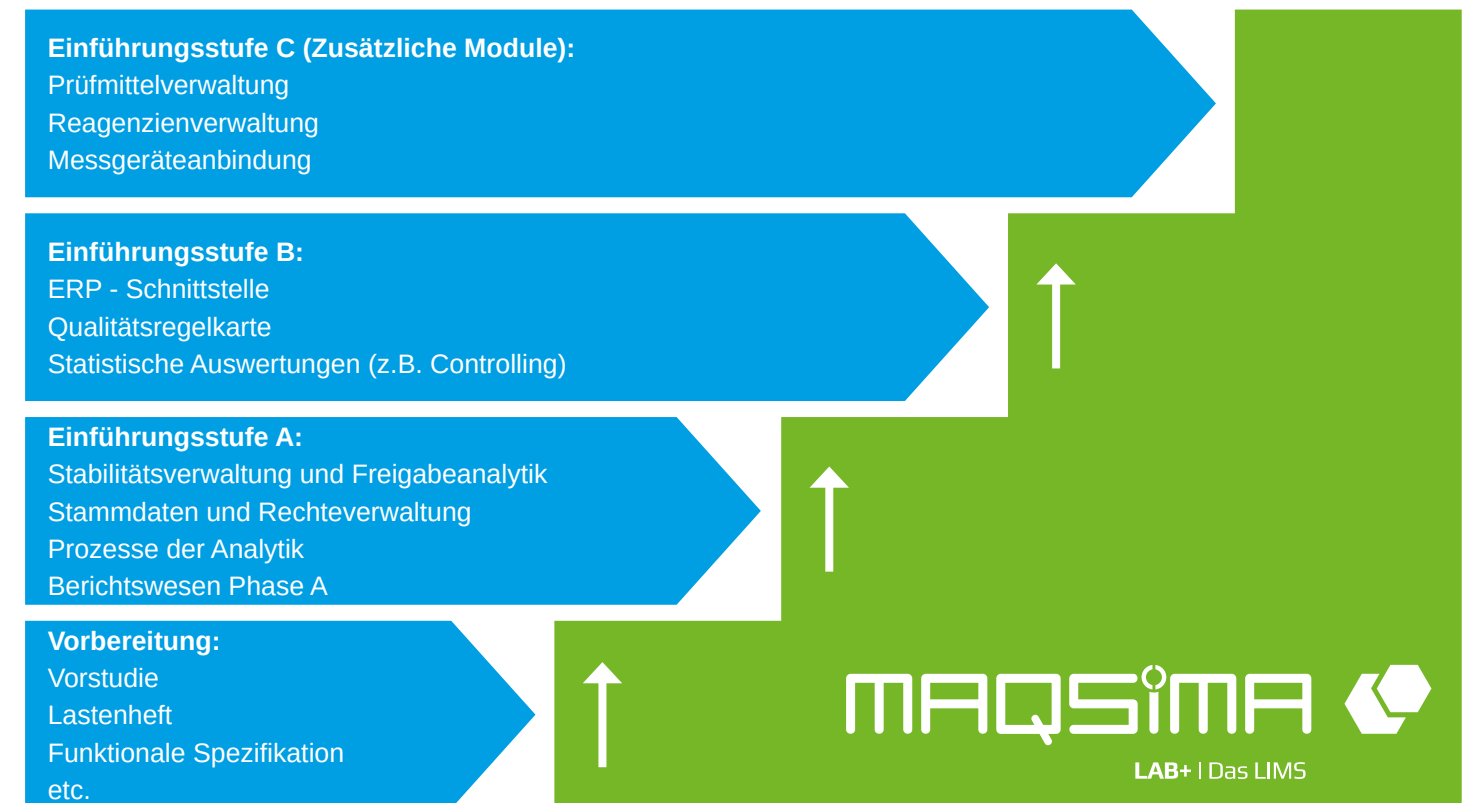 Einführungsstufe C (Zusätzliche Module):
Prüfmittelverwaltung
Reagenzienverwaltung
Messgeräteanbindung
Einführungsstufe B:
ERP - Schnittstelle
Qualitätsregelkarte
Statistische Auswertungen (z.B. Controlling)
Einführungsstufe A:
Stabilitätsverwaltung und Freigabeanalytik
Stammdaten und Rechteverwaltung
Prozesse der Analytik
Berichtswesen Phase A
Vorbereitung:
Vorstudie
Lastenheft
Funktionale Spezifikation
etc.
MAQSiMA
LAB+ | Das LIMS